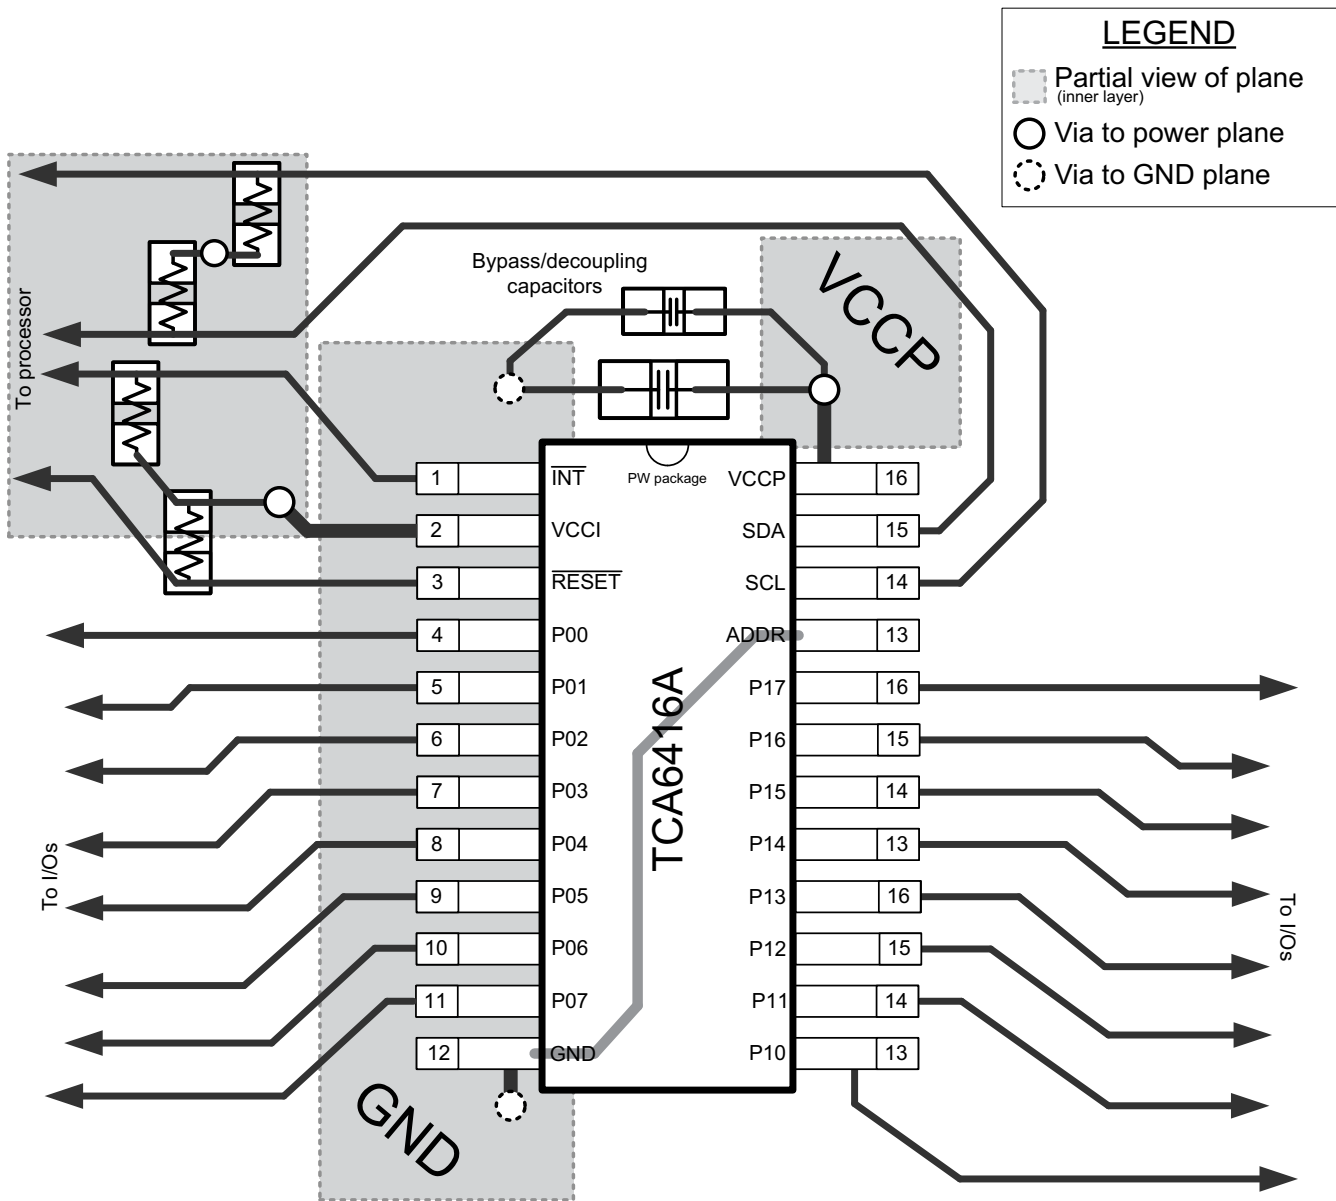 LEGEND
Partial view of plane
(inner layer)
Via to power plane
Via to GND plane
To processor
Bypass/decoupling
capacitors
VCCP
PW package
TCA6416A
1 INT VCCP 16
2 VCCI SDA 15
3 RESET SCL 14
4 P00 ADDR 13
5 P01 P17 16
6 P02 P16 15
7 P03 P15 14
8 P04 P14 13
9 P05 P13 16
10 P06 P12 15
11 P07 P11 14
12 GND P10 13
To I/Os
To I/Os
GND